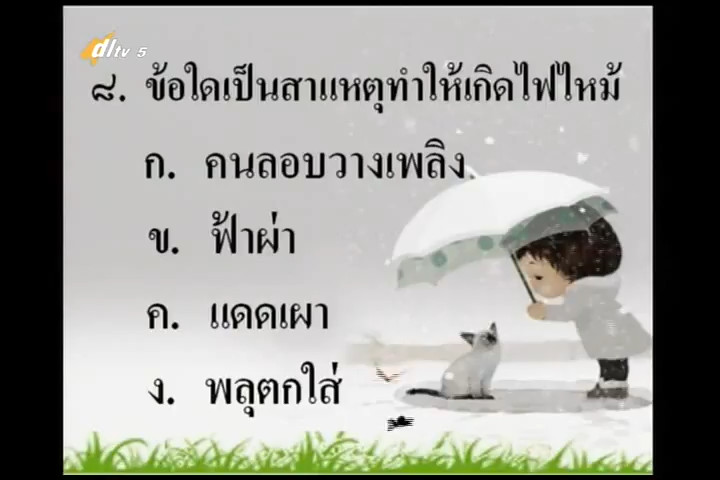 dltv 5
๘. ข้อใดเป็นสาแหตุทำให้เกิดไฟไหม้
ก. คนลอบวางเพลิง
ข. ฟ้าผ่า
ค. แดดเผา
ง. พลุตกใส่